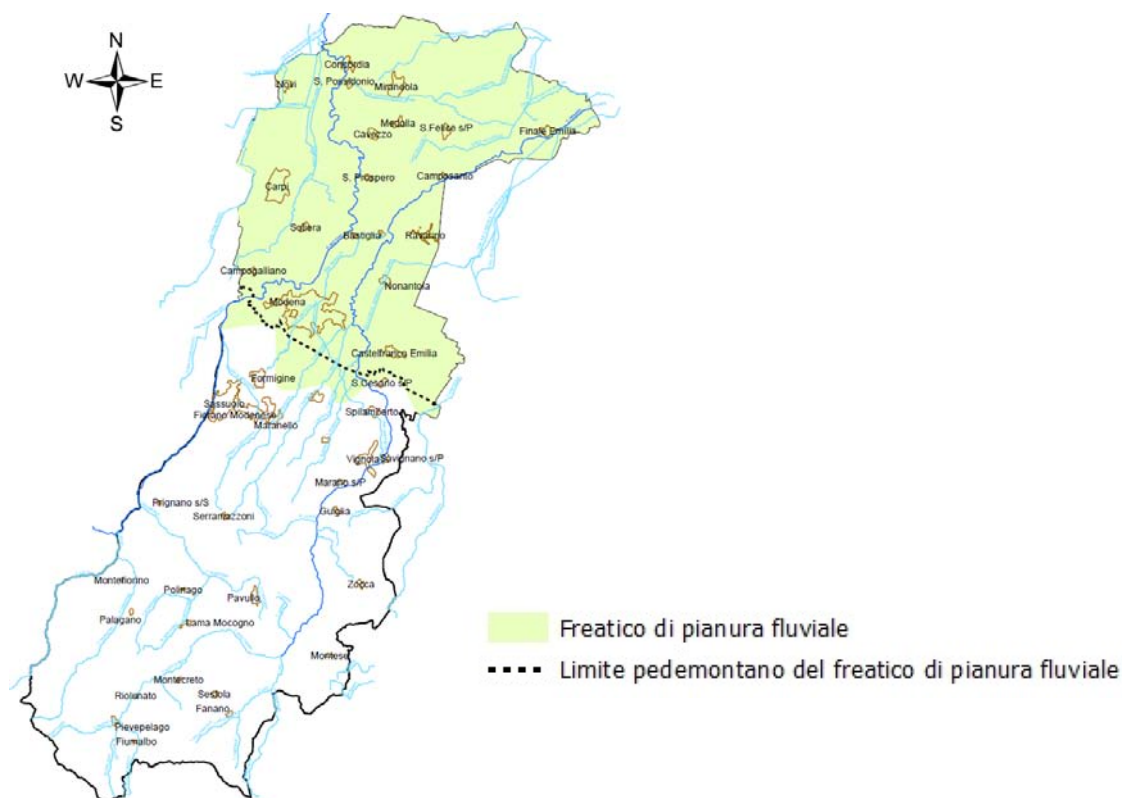 N
W E
S
Concordia
Novi
S. Possidonio
Mirandola
Medolla
Cavezzo
S.Felice s/P
Finale Emilia
S. Prospero
Camposanto
Carpi
Soliera
Bastiglia
Ravarino
Campogalliano
Nonantola
Modena
Castelfranco Emilia
S.Cesario s/P
Formigine
Sassuolo
Fiorano Modenese
Maranello
Spilamberto
Vignola
Savignano s/P
Marano s/P
Prignano s/S
Serramazzoni
Guiglia
Montefiorino
Polinago
Pavullo
Zocca
Palagano
Lama Mocogno
Freatico di pianura fluviale
Limite pedemontano del freatico di pianura fluviale
Montese
Montecreto
Riolunato
Sestola
Fanano
Pievepelago
Fiumalbo